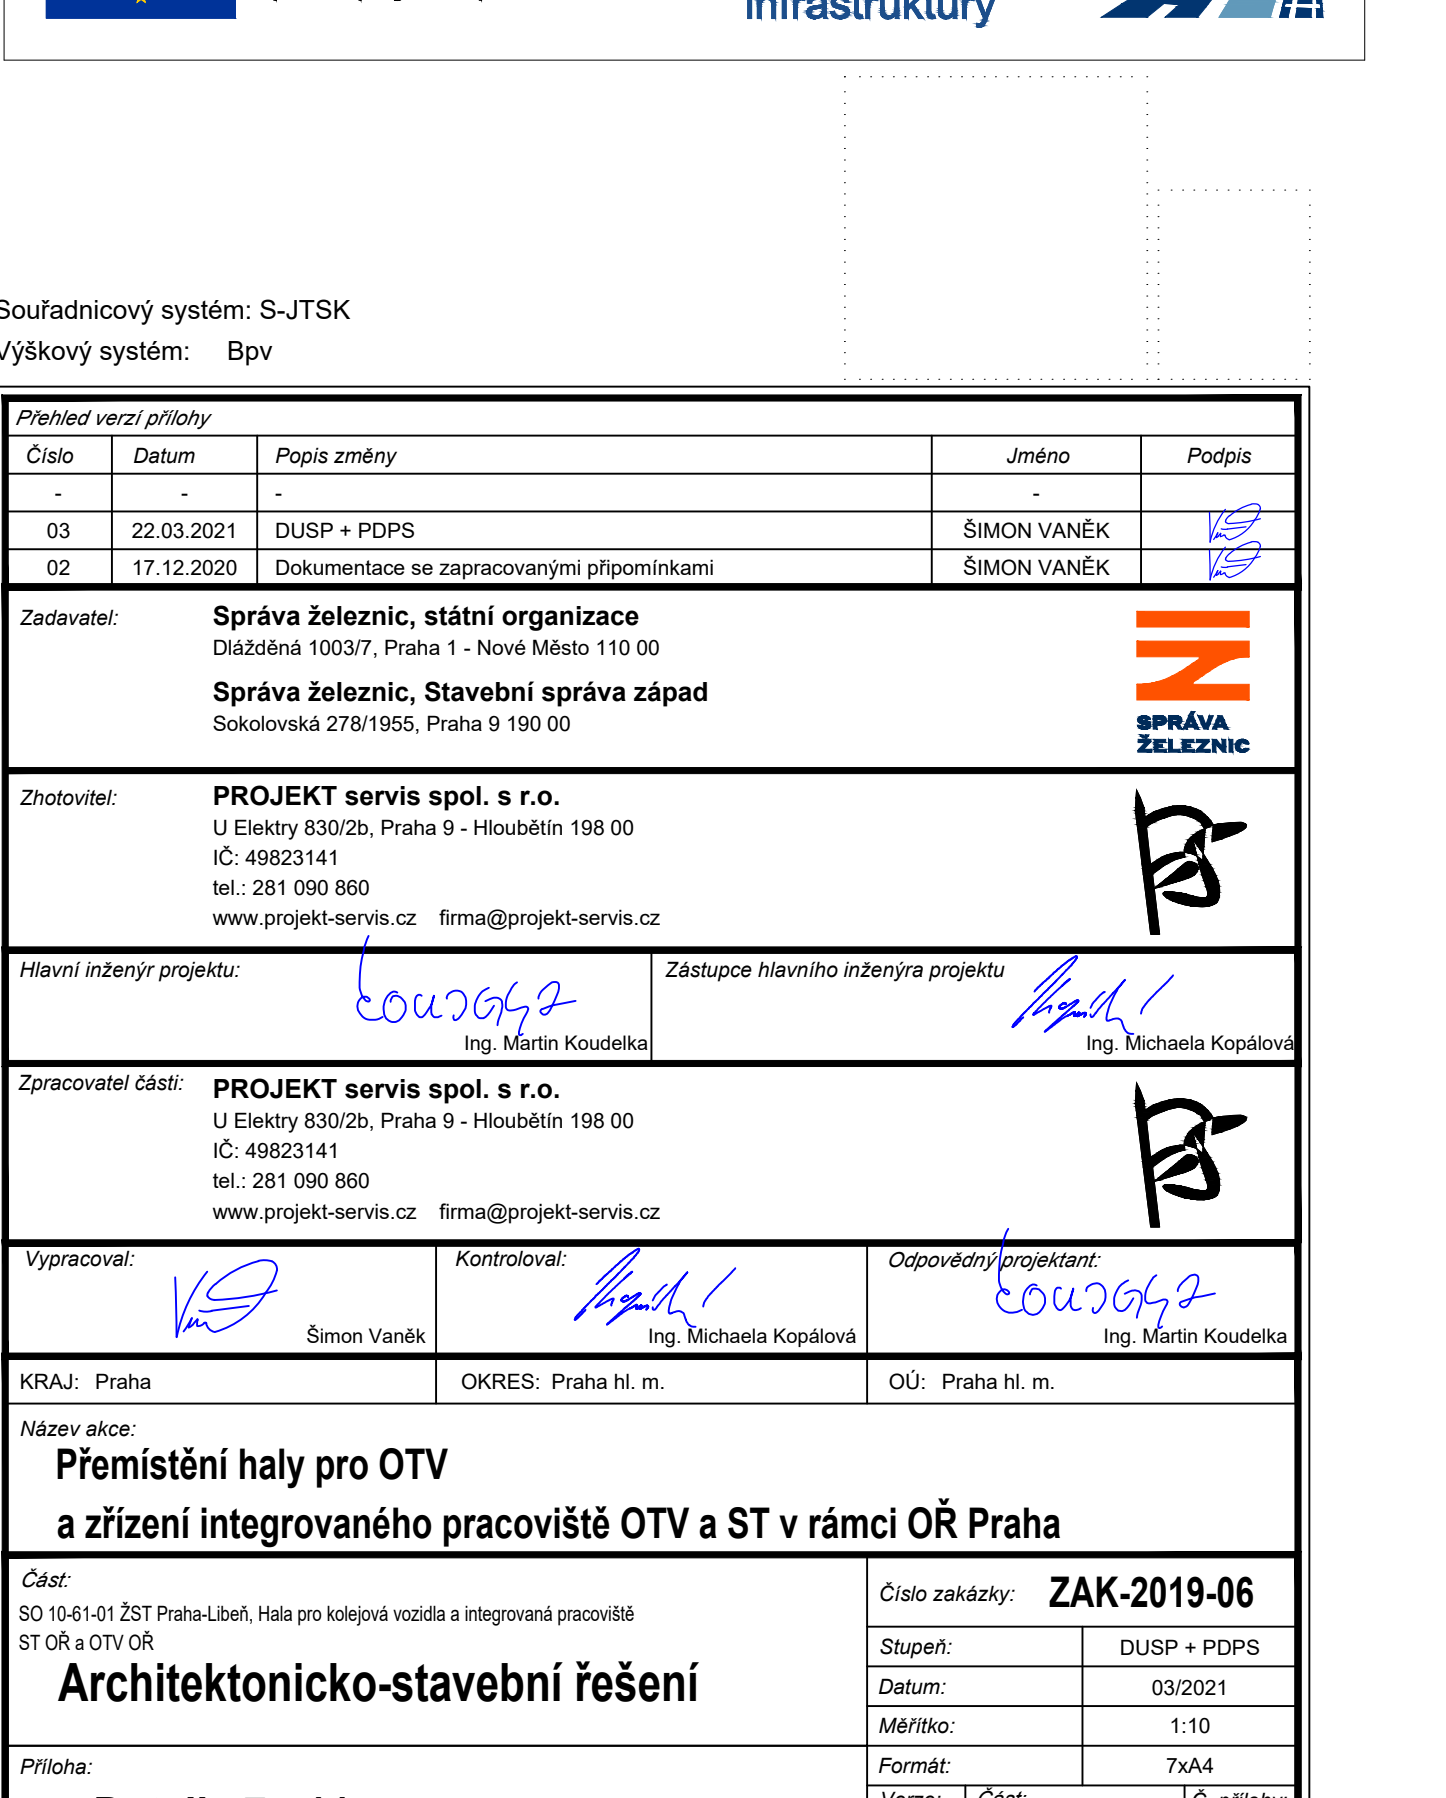 infrastruktury
Souřadnicový systém: S-JTSK
Výškový systém: Bpv
Přehled verzí přílohy
Číslo Datum Popis změny Jméno Podpis
- - - -
03 22.03.2021 DUSP + PDPS ŠIMON VANĚK
02 17.12.2020 Dokumentace se zapracovanými připomínkami ŠIMON VANĚK
Zadavatel: Správa železnic, státní organizace
Dlážděná 1003/7, Praha 1 - Nové Město 110 00
Správa železnic, Stavební správa západ
Sokolovská 278/1955, Praha 9 190 00
SPRÁVA
ŽELEZNIC
Zhotovitel: PROJEKT servis spol. s r.o.
U Elektry 830/2b, Praha 9 - Hloubětín 198 00
IČ: 49823141
tel.: 281 090 860
www.projekt-servis.cz firma@projekt-servis.cz
Hlavní inženýr projektu: Zástupce hlavního inženýra projektu
Ing. Martin Koudelka Ing. Michaela Kopálová
Zpracovatel části: PROJEKT servis spol. s r.o.
U Elektry 830/2b, Praha 9 - Hloubětín 198 00
IČ: 49823141
tel.: 281 090 860
www.projekt-servis.cz firma@projekt-servis.cz
Vypracoval: Kontroloval: Odpovědný projektant:
Šimon Vaněk Ing. Michaela Kopálová Ing. Martin Koudelka
KRAJ: Praha OKRES: Praha hl. m. OÚ: Praha hl. m.
Název akce:
Přemístění haly pro OTV
a zřízení integrovaného pracoviště OTV a ST v rámci OŘ Praha
Část:
SO 10-61-01 ŽST Praha-Libeň, Hala pro kolejová vozidla a integrovaná pracoviště
ST OŘ a OTV OŘ
Architektonicko-stavební řešení
Číslo zakázky: ZAK-2019-06
Stupeň: DUSP + PDPS
Datum: 03/2021
Měřítko: 1:10
Formát: 7xA4
Příloha:
Verze: Část: Č. přílohy: